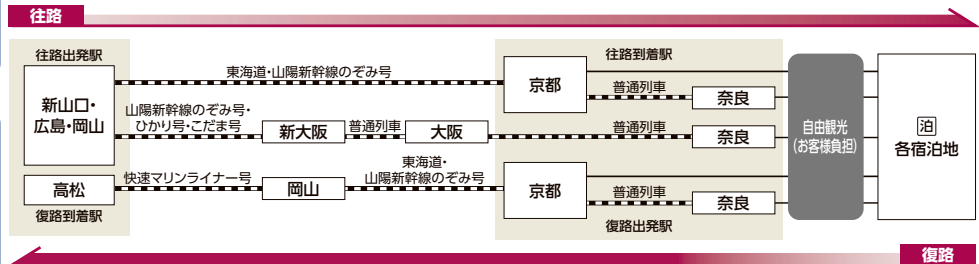 往路
往路出発駅
新山口・
広島・岡山
高松
復路到着駅
東海道・山陽新幹線のぞみ号
山陽新幹線のぞみ号・
ひかり号・こだま号
新大阪
普通列車
大阪
快速マリンライナー号
岡山
東海道・
山陽新幹線のぞみ号
往路到着駅
京都
普通列車
奈良
普通列車
奈良
京都
普通列車
奈良
復路出発駅
自由観光
(お客様負担)
泊
各宿泊地
復路